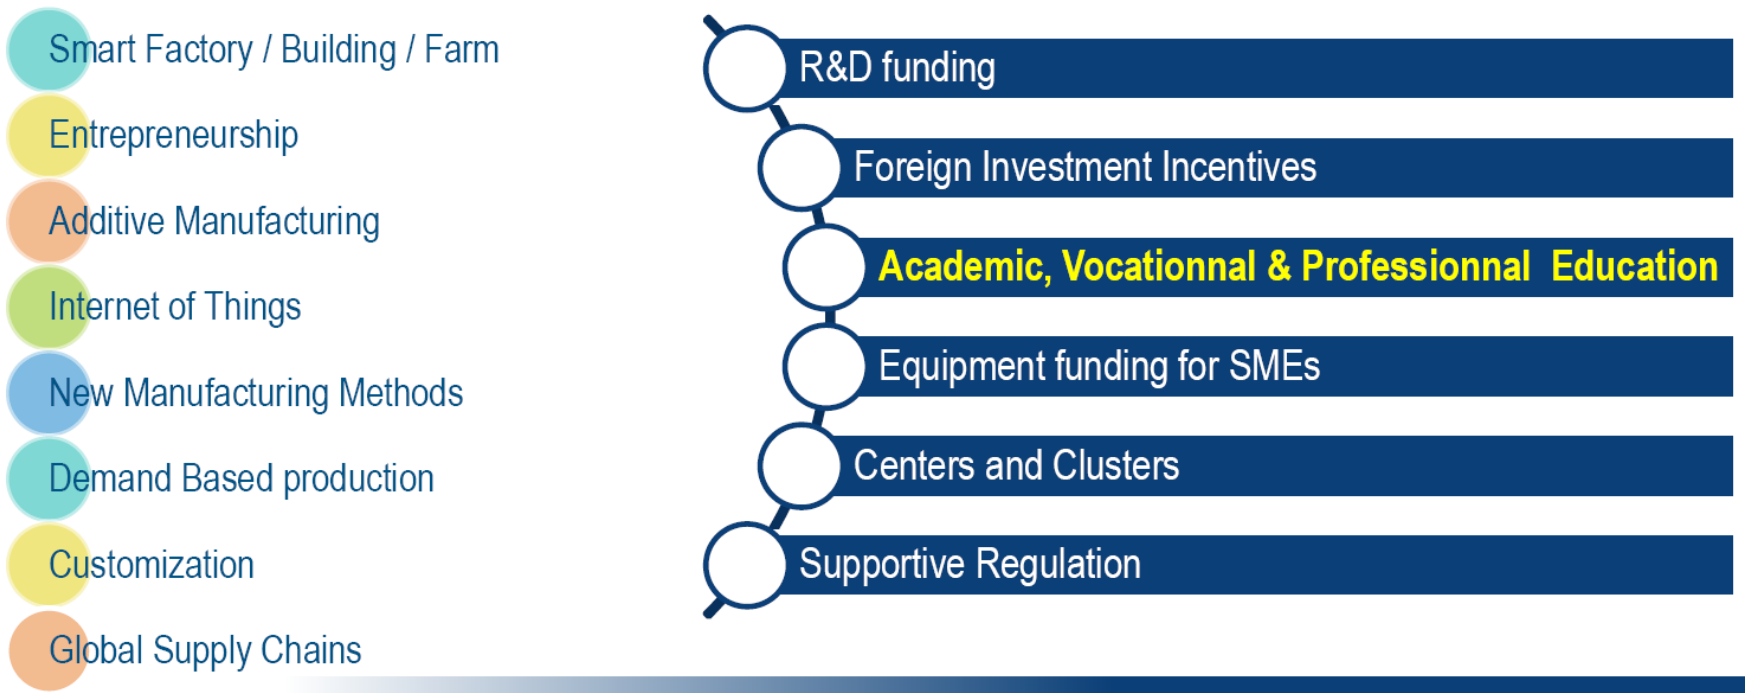 Smart Factory / Building / Farm
Entrepreneurship
Additive Manufacturing
Internet of Things
New Manufacturing Methods
Demand Based production
Customization
Global Supply Chains
R&D funding
Foreign Investment Incentives
Academic, Vocationnal & Professionnal Education
Equipment funding for SMEs
Centers and Clusters
Supportive Regulation